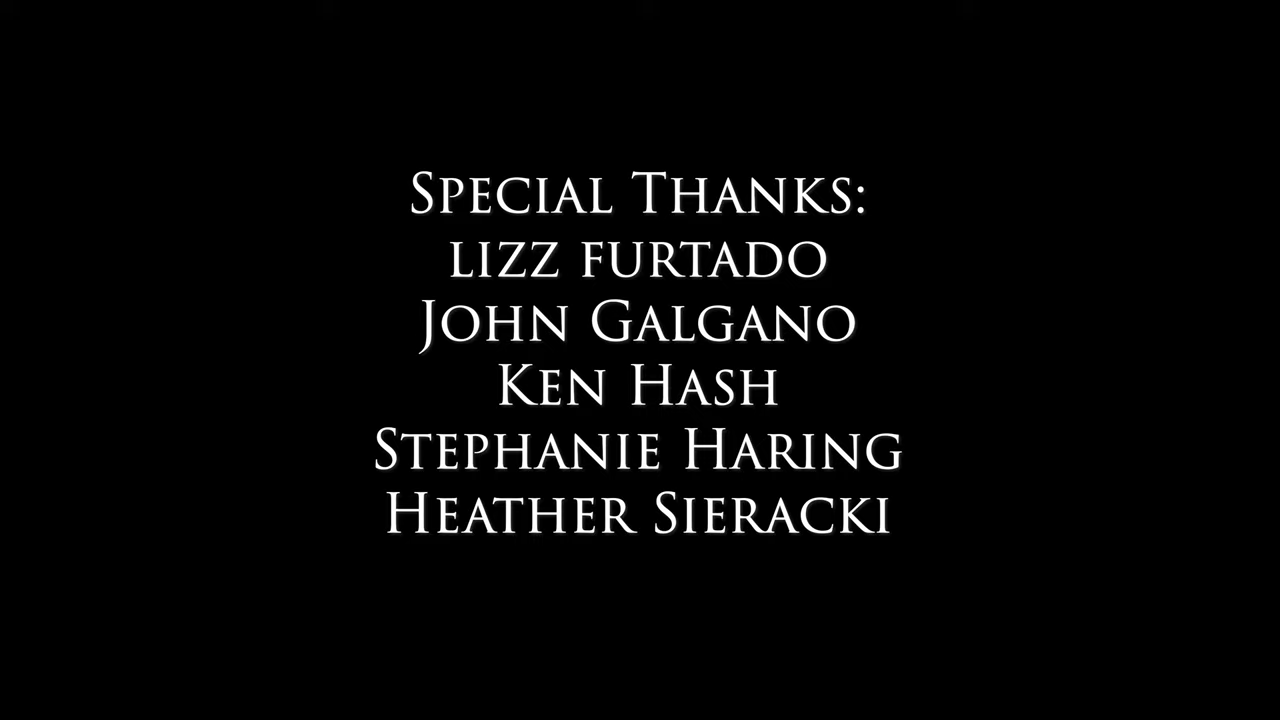 Special Thanks:
lizz furtado
John Galgano
Ken Hash
Stephanie Haring
Heather Sieracki